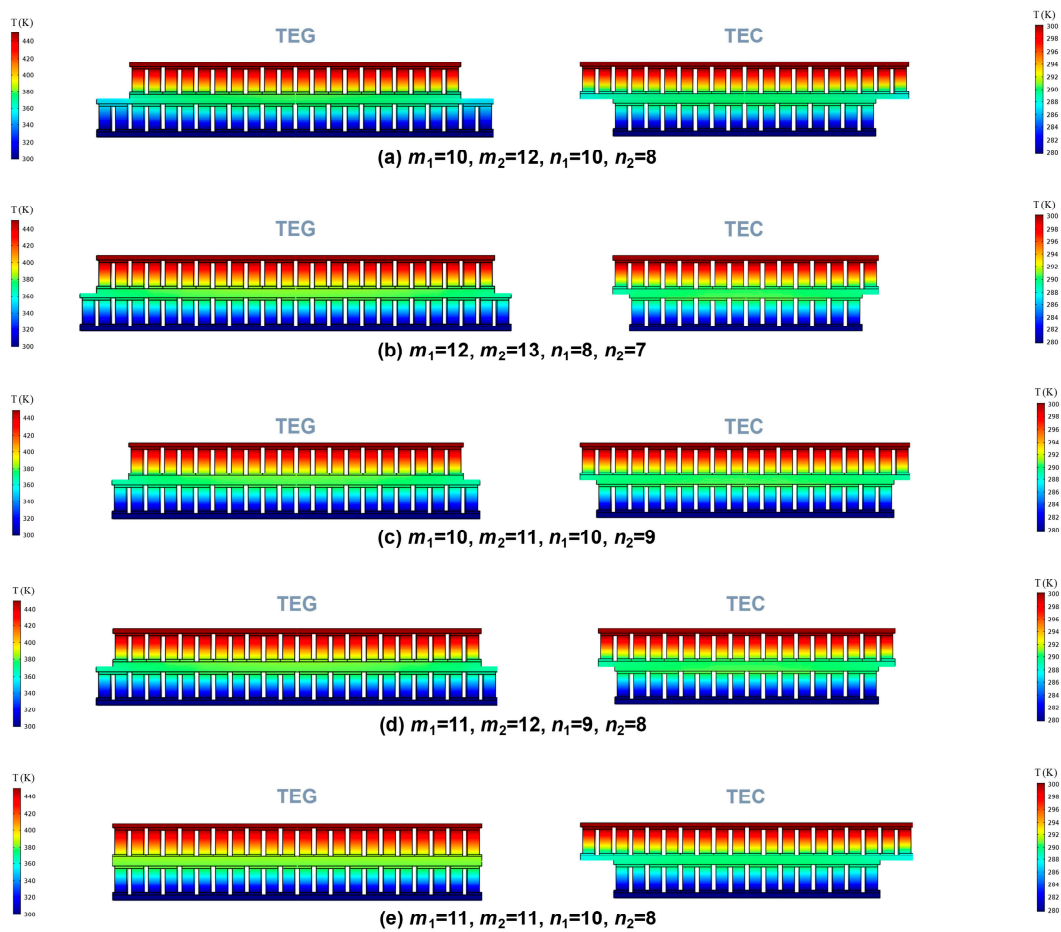 T(K) TEG TEC T(K)
440 420 400 380 360 340 320 300
300 298 296 294 292 290 288 286 284 282 280
(a) m₁=10, m₂=12, n₁=10, n₂=8
T(K) TEG TEC T(K)
440 420 400 380 360 340 320 300
300 298 296 294 292 290 288 286 284 282 280
(b) m₁=12, m₂=13, n₁=8, n₂=7
T(K) TEG TEC T(K)
440 420 400 380 360 340 320 300
300 298 296 294 292 290 288 286 284 282 280
(c) m₁=10, m₂=11, n₁=10, n₂=9
T(K) TEG TEC T(K)
440 420 400 380 360 340 320 300
300 298 296 294 292 290 288 286 284 282 280
(d) m₁=11, m₂=12, n₁=9, n₂=8
T(K) TEG TEC T(K)
440 420 400 380 360 340 320 300
300 298 296 294 292 290 288 286 284 282 280
(e) m₁=11, m₂=11, n₁=10, n₂=8